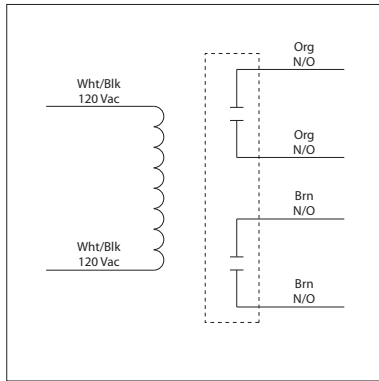 Org
N/O
Wht/Blk
120 Vac
Org
N/O
Brn
N/O
Wht/Blk
120 Vac
Brn
N/O